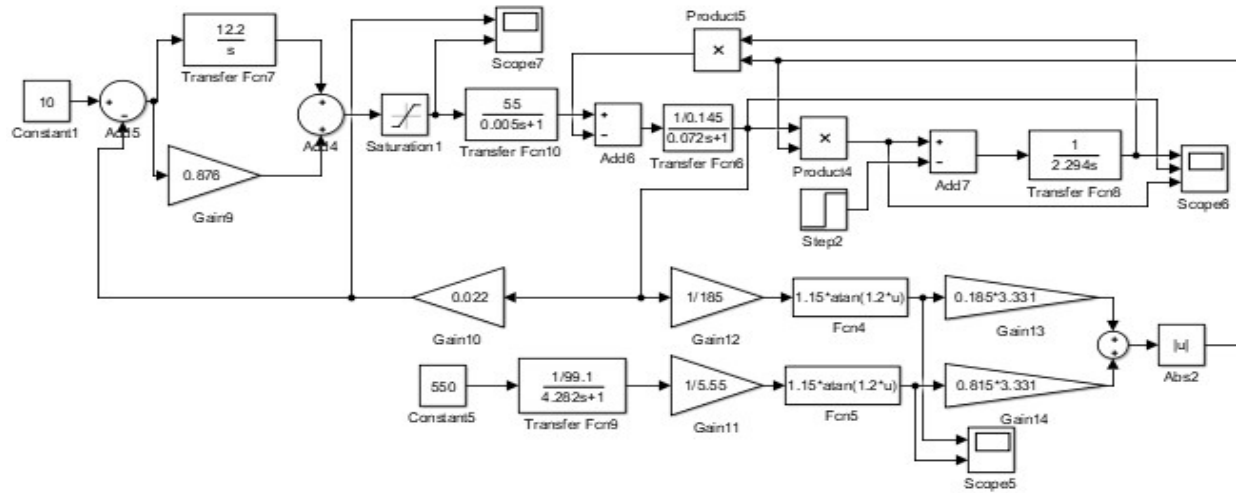 Product5
×
12.2
s
Transfer Fcn7
Scope7
10
Constant1
+
−
Add5
+
+
Add4
Saturation1
55
0.005s+1
Transfer Fcn10
+
−
Add6
1/0.145
0.072s+1
Transfer Fcn6
×
Product4
+
−
Add7
1
2.294s
Transfer Fcn8
Scope6
0.876
Gain9
Step2
0.022
Gain10
1/185
Gain12
1.15*atan(1.2*u)
Fcn4
0.185*3.331
Gain13
+
+
|u|
Abs2
550
Constant5
1/99.1
4.282s+1
Transfer Fcn9
1/5.55
Gain11
1.15*atan(1.2*u)
Fcn5
0.815*3.331
Gain14
Scope5